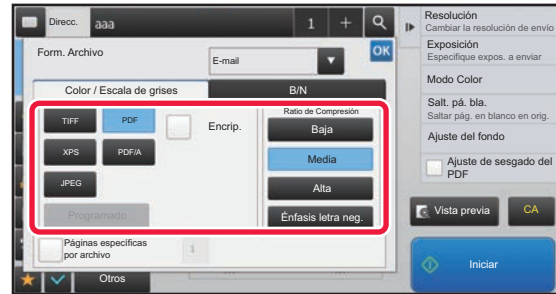 Direcc.
aaa
1
+
Form. Archivo
E-mail
OK
Color / Escala de grises
B/N
TIFF
PDF
Encrip.
XPS
PDF/A
JPEG
Programado
Ratio de Compresión
Baja
Media
Alta
Énfasis letra neg.
Páginas específicas
por archivo
1
Otros
Resolución
Cambiar la resolución de envío
Exposición
Especifique expos. a enviar
Modo Color
Salt. pá. bla.
Saltar pág. en blanco en orig.
Ajuste del fondo
Ajuste de sesgado del
PDF
Vista previa
CA
Iniciar